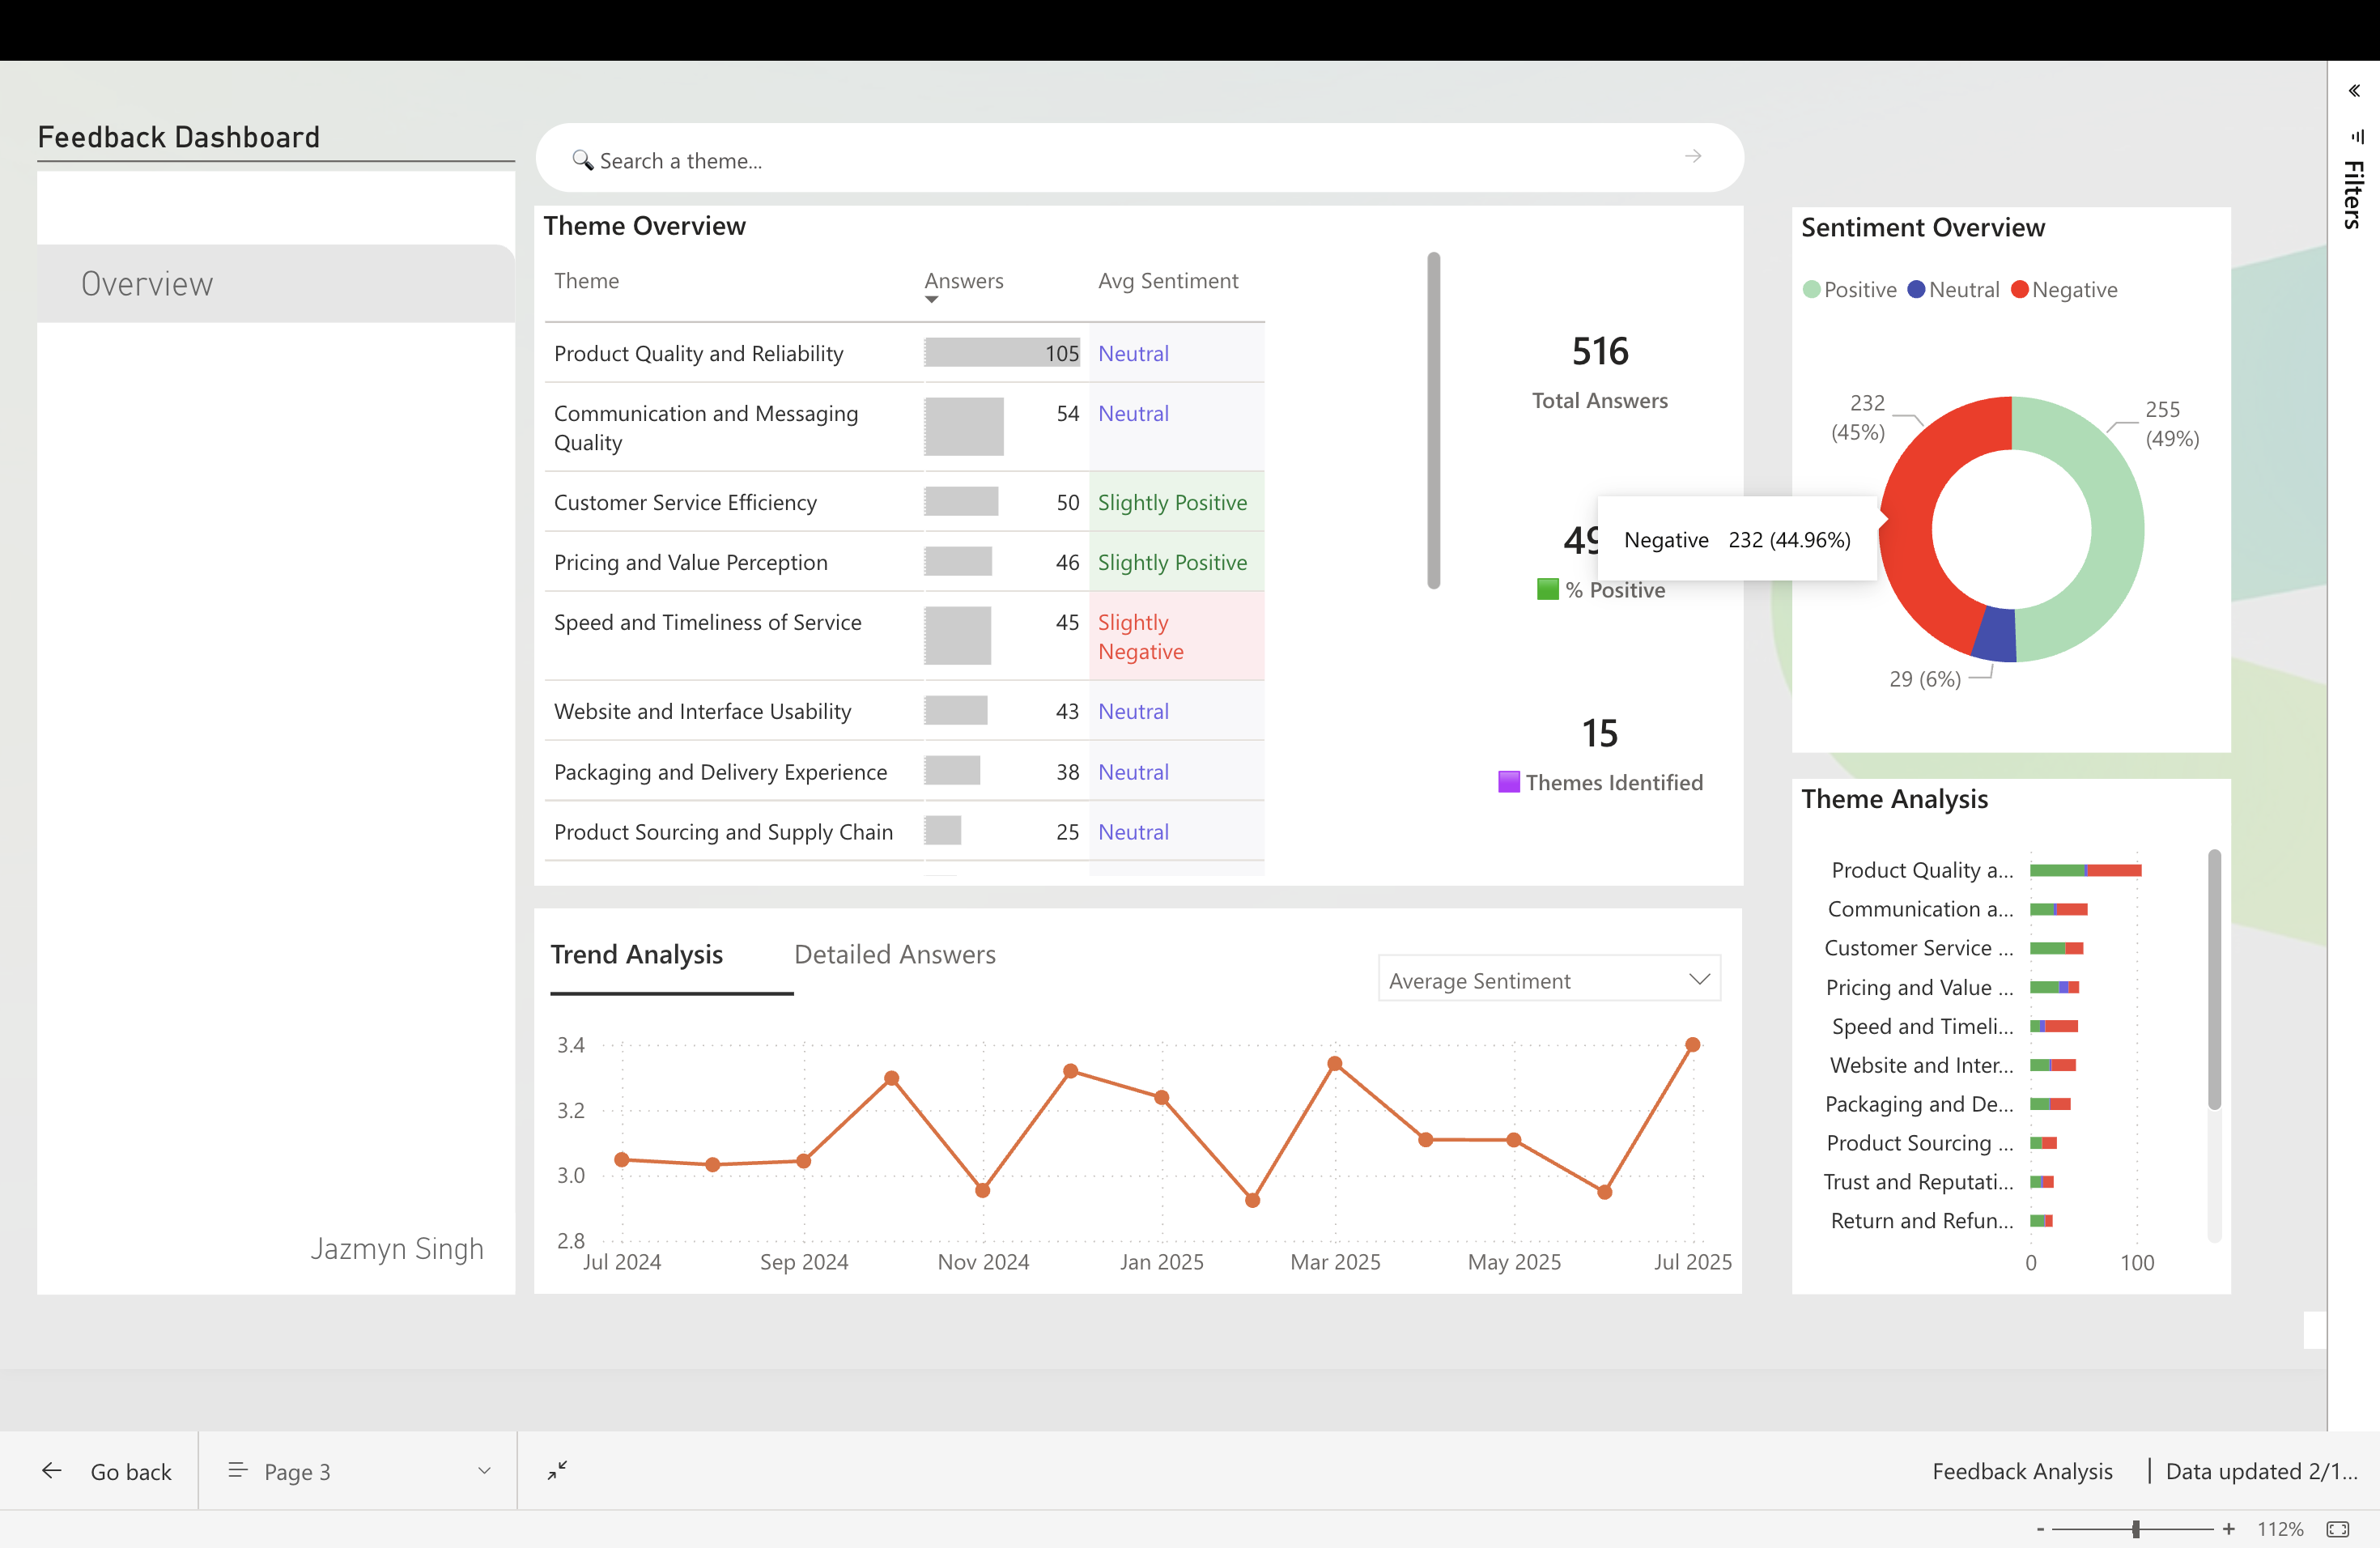 Feedback Dashboard
Overview
Jazmyn Singh
🔍 Search a theme...
Theme Overview
Theme Answers Avg Sentiment
Product Quality and Reliability 105 Neutral
Communication and Messaging Quality 54 Neutral
Customer Service Efficiency 50 Slightly Positive
Pricing and Value Perception 46 Slightly Positive
Speed and Timeliness of Service 45 Slightly Negative
Website and Interface Usability 43 Neutral
Packaging and Delivery Experience 38 Neutral
Product Sourcing and Supply Chain 25 Neutral
516
Total Answers
% Positive
15
Themes Identified
Sentiment Overview
Positive Neutral Negative
232 (45%)
255 (49%)
29 (6%)
Negative 232 (44.96%)
Trend Analysis Detailed Answers
Average Sentiment
3.4
3.2
3.0
2.8
Jul 2024 Sep 2024 Nov 2024 Jan 2025 Mar 2025 May 2025 Jul 2025
Theme Analysis
Product Quality a...
Communication a...
Customer Service ...
Pricing and Value ...
Speed and Timeli...
Website and Inter...
Packaging and De...
Product Sourcing ...
Trust and Reputati...
Return and Refun...
0 100
Filters
Go back
Page 3
Feedback Analysis | Data updated 2/1...
- + 112%